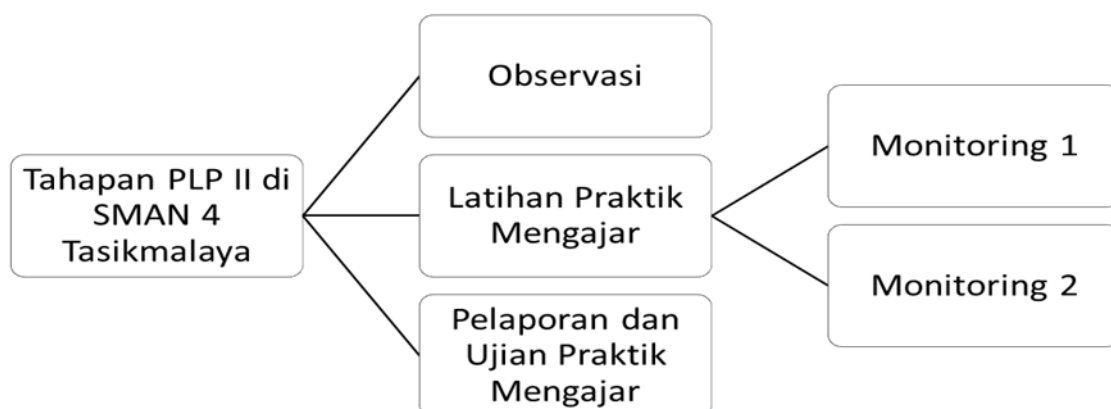 Tahapan PLP II di
SMAN 4
Tasikmalaya
Observasi
Latihan Praktik
Mengajar
Pelaporan dan
Ujian Praktik
Mengajar
Monitoring 1
Monitoring 2